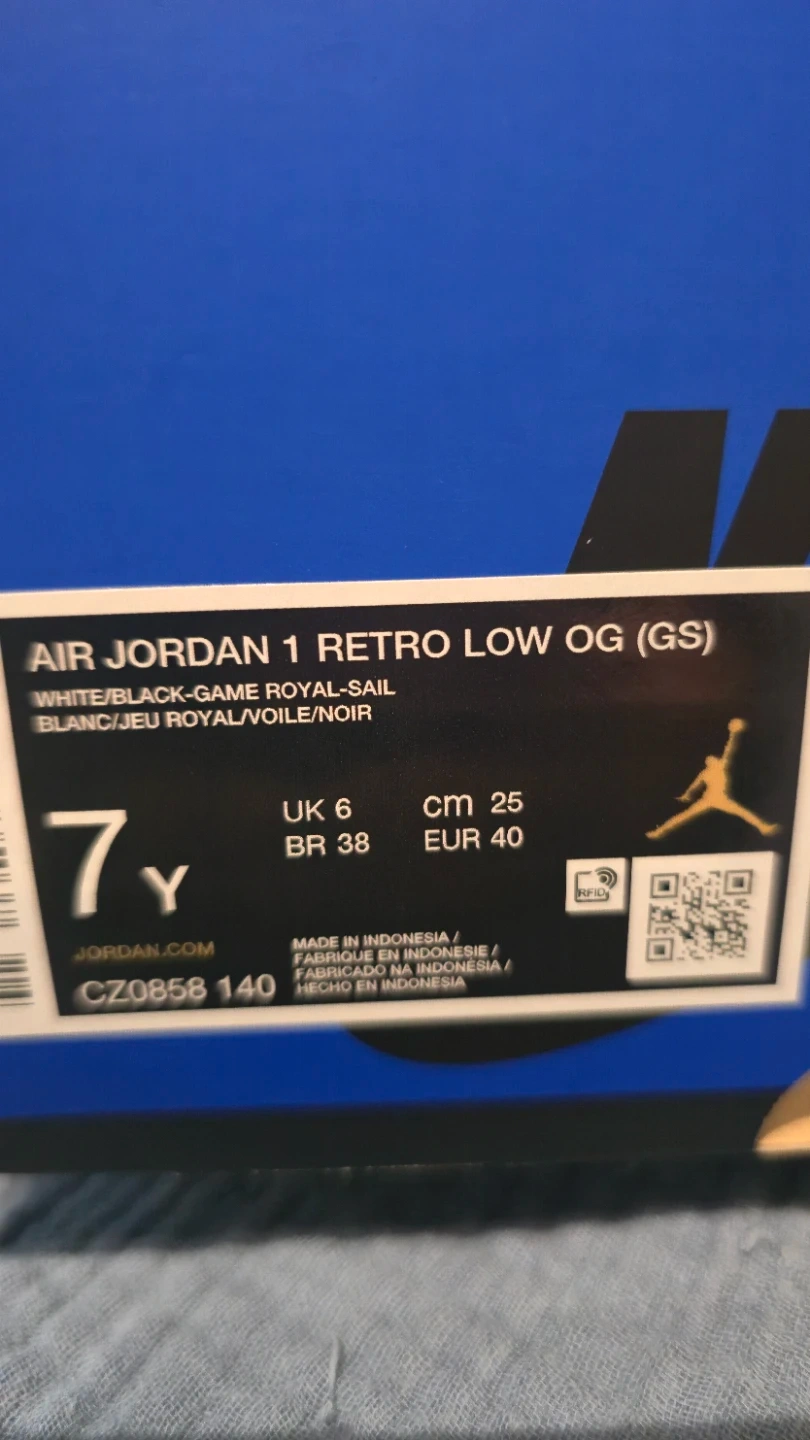 AIR JORDAN 1 RETRO LOW OG (GS)
WHITE/BLACK-GAME ROYAL-SAIL
BLANC/JEU ROYAL/VOILE/NOIR
7Y
UK 6 cm 25
BR 38 EUR 40
RFID
JORDAN.COM
CZ0858 140
MADE IN INDONESIA /
FABRIQUE EN INDONESIE /
FABRICADO NA INDONÉSIA /
HECHO EN INDONESIA